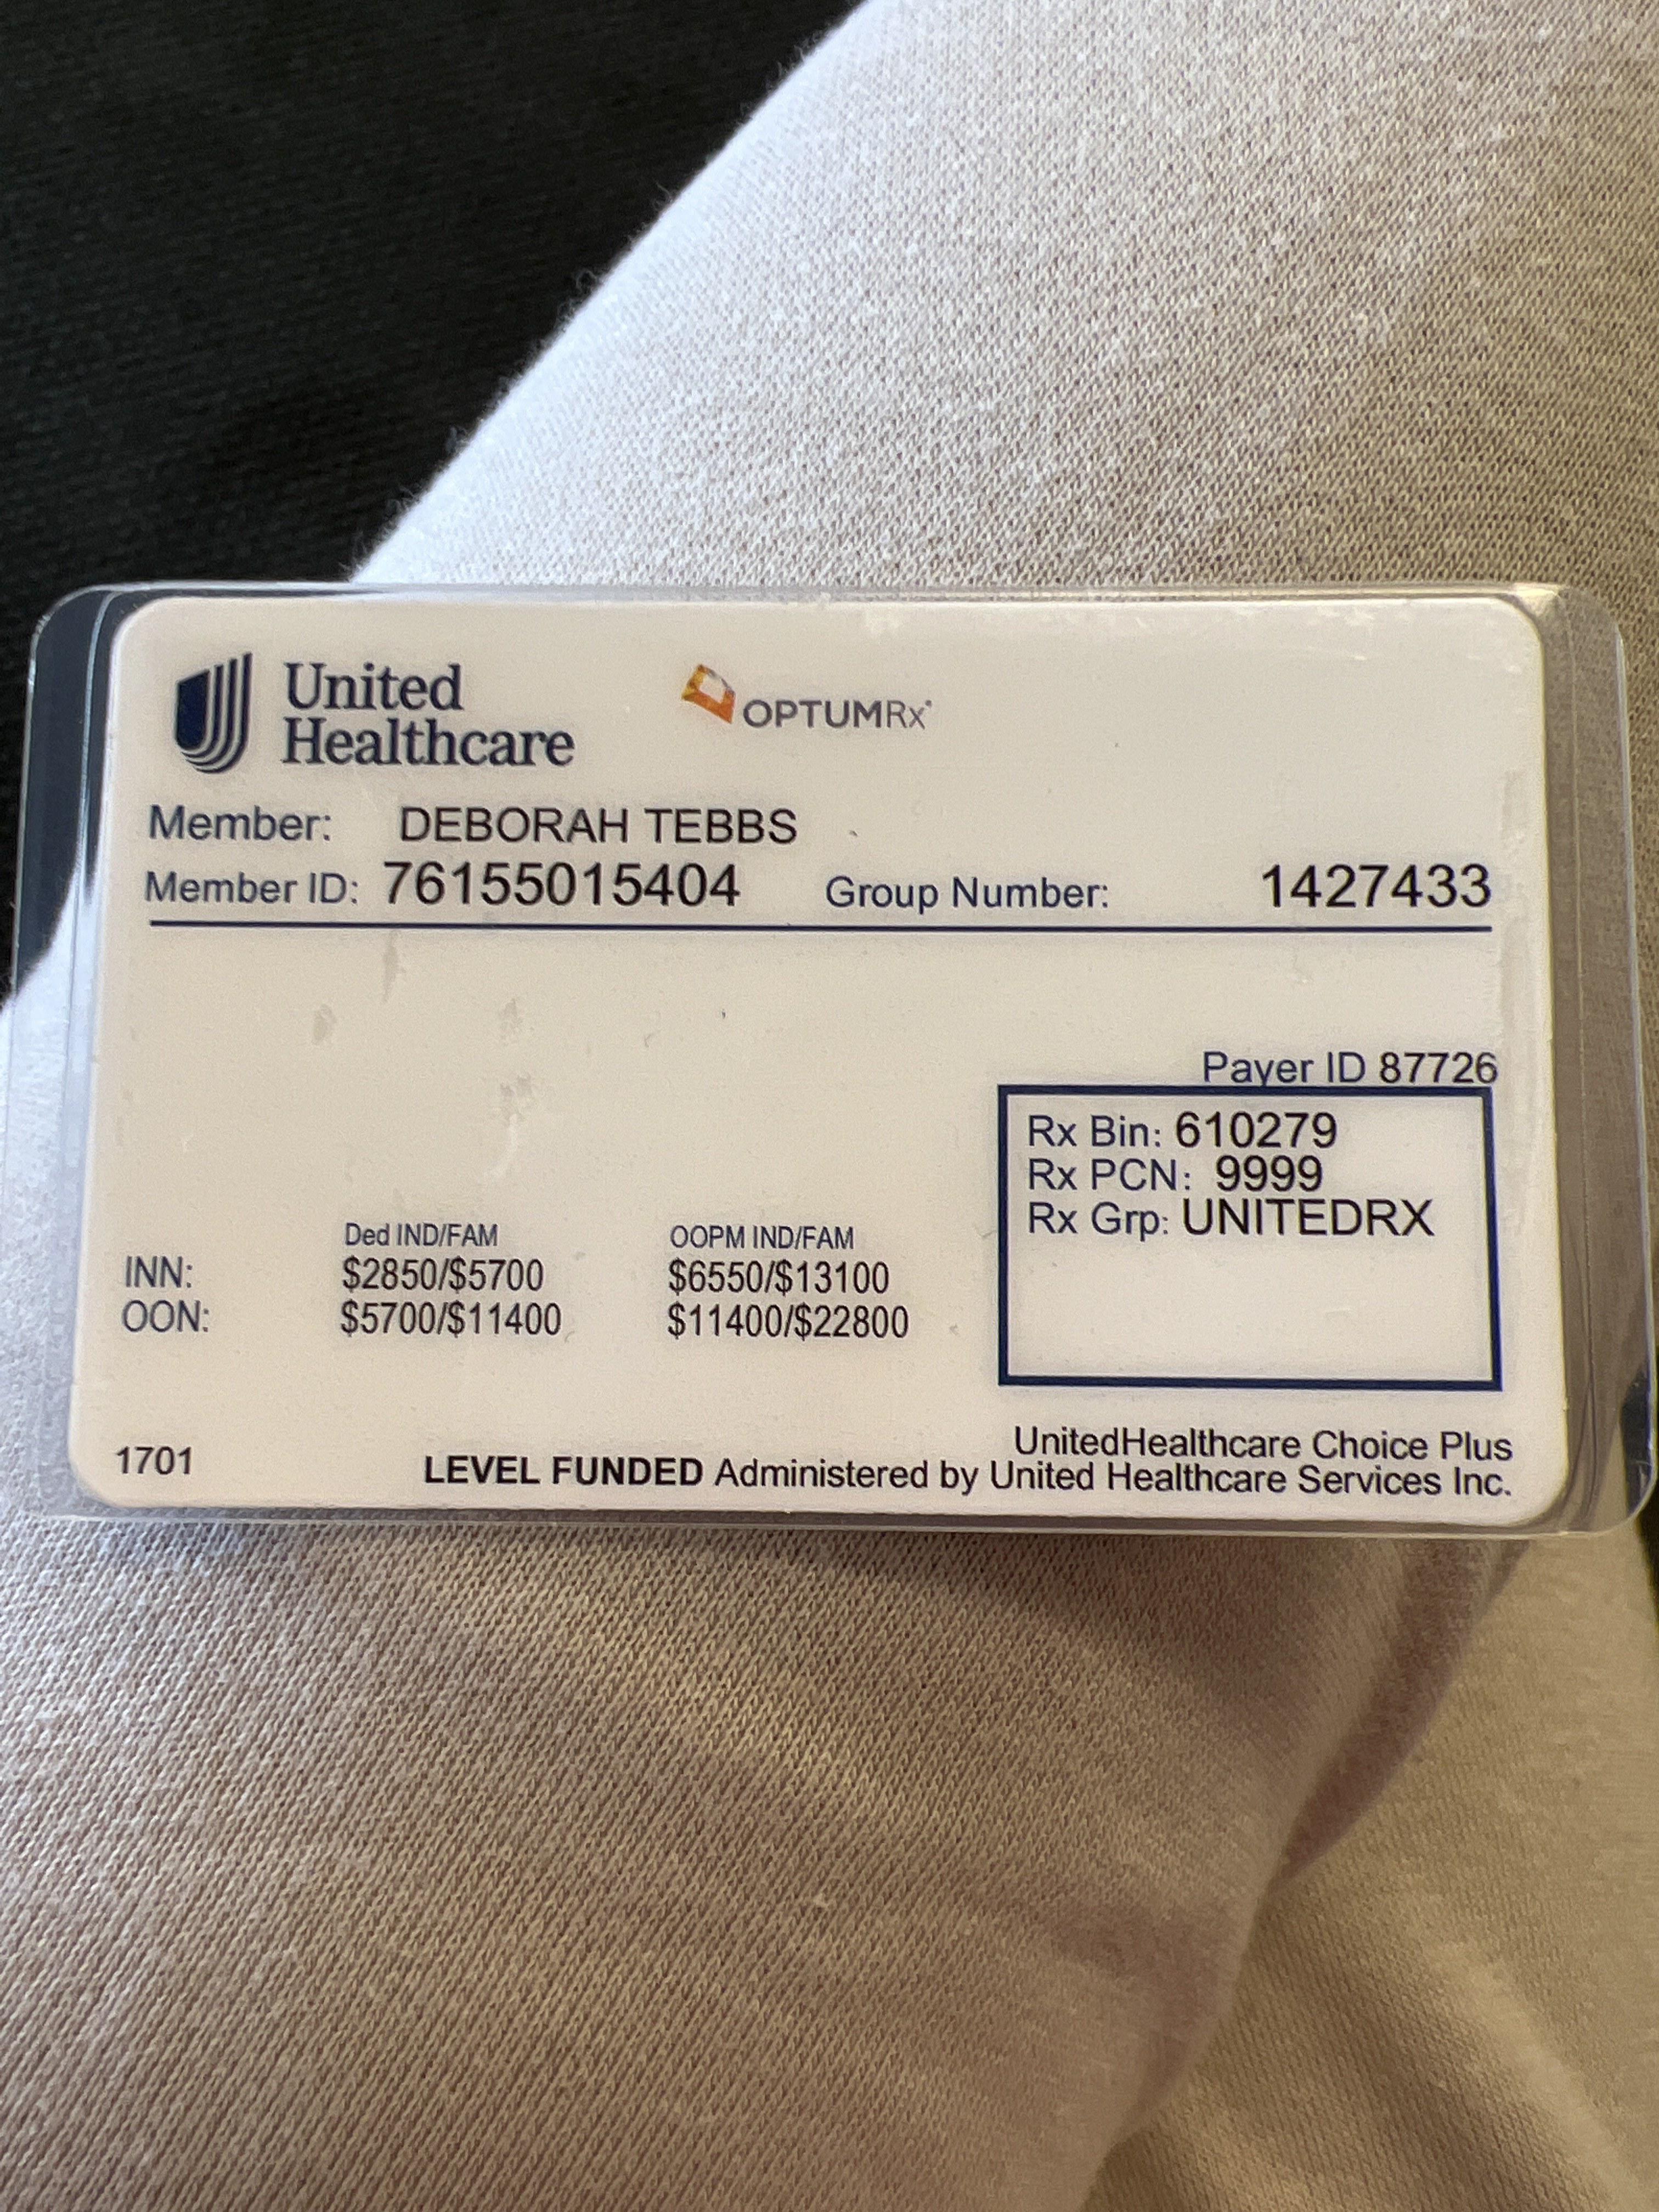 United
Healthcare
OPTUMRx
Member: DEBORAH TEBBS
Member ID: 76155015404 Group Number: 1427433
Payer ID 87726
Rx Bin: 610279
Rx PCN: 9999
Rx Grp: UNITEDRX
Ded IND/FAM OOPM IND/FAM
INN: $2850/$5700 $6550/$13100
OON: $5700/$11400 $11400/$22800
UnitedHealthcare Choice Plus
1701 LEVEL FUNDED Administered by United Healthcare Services Inc.